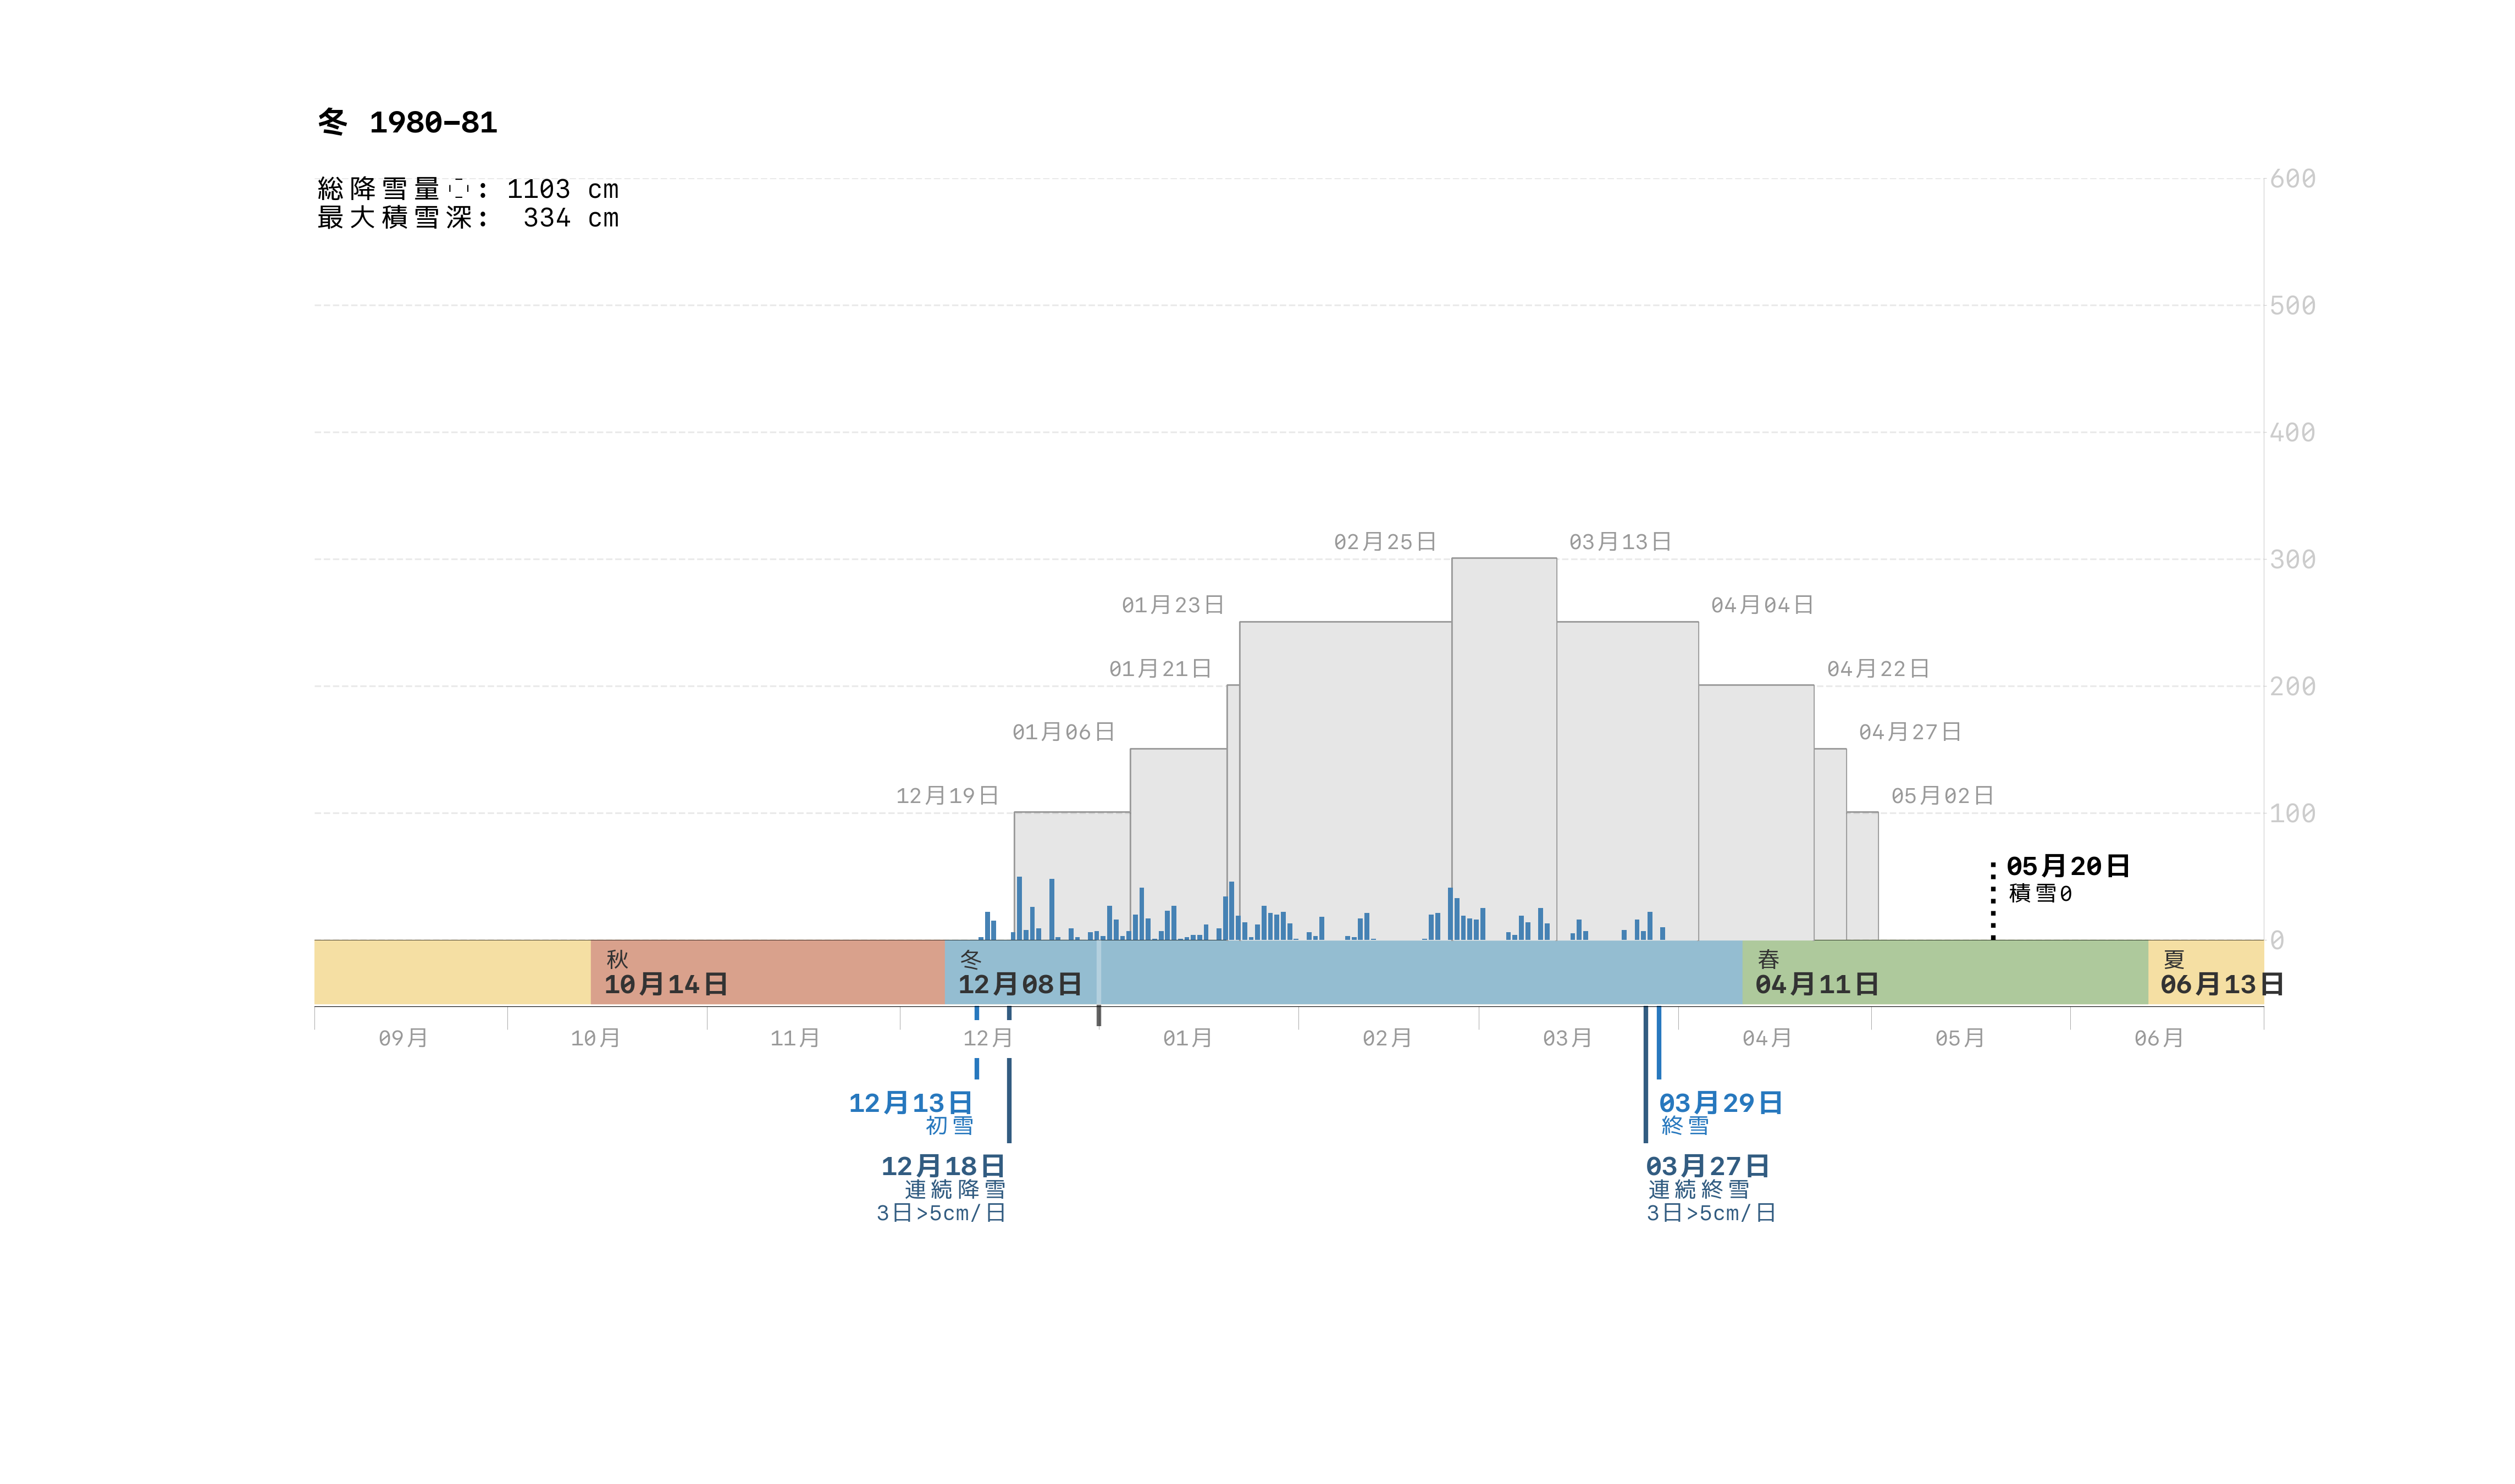 冬 1980–81
総降雪量: 1103 cm
最大積雪深: 334 cm
600
500
400
300
200
100
0
02月25日
03月13日
01月23日
04月04日
01月21日
04月22日
01月06日
04月27日
12月19日
05月02日
05月20日
積雪0
秋
10月14日
冬
12月08日
春
04月11日
夏
06月13日
09月
10月
11月
12月
01月
02月
03月
04月
05月
06月
12月13日
初雪
03月29日
終雪
12月18日
連続降雪
3日>5cm/日
03月27日
連続終雪
3日>5cm/日